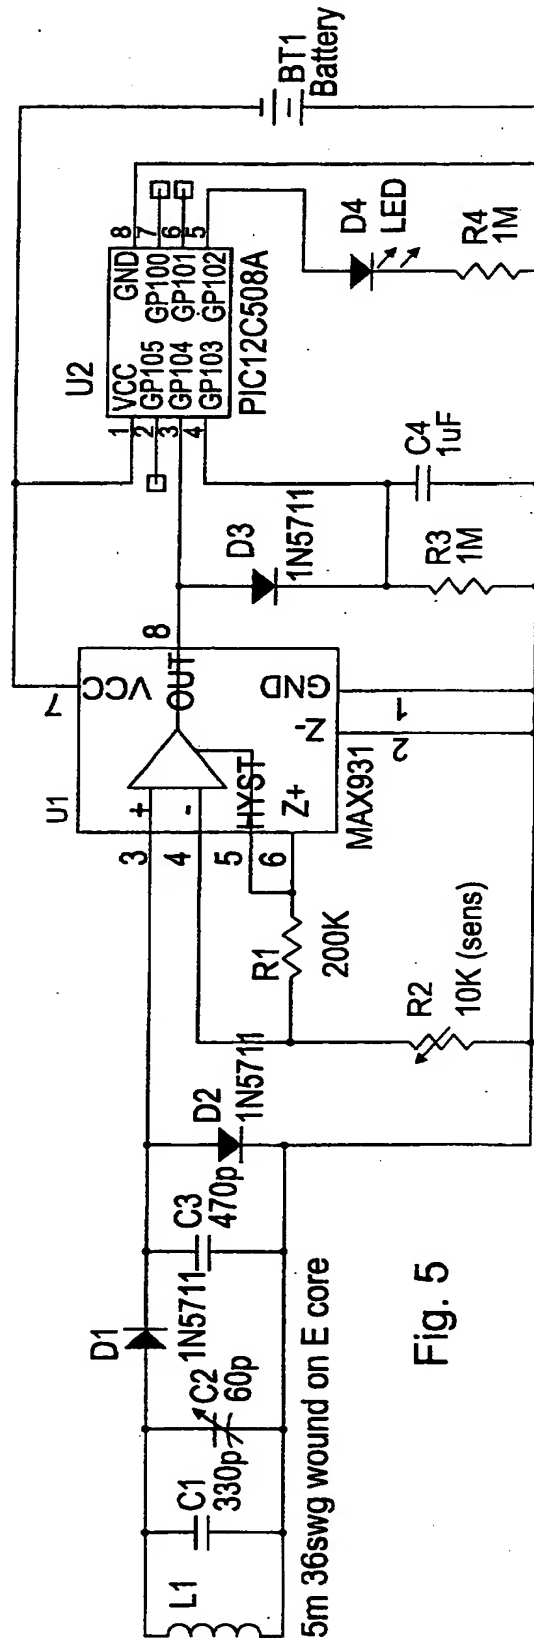 L1
5m 36swg wound on E core
C1
330p
C2
60p
D1
1N5711
C3
470p
D2
1N5711
R1
200K
R2
10K (sens)
U1
3
4
5
6
+
-
HYST
Z+
7
VCC
OUT
8
GND
1
Z-
2
MAX931
D3
1N5711
R3
1M
C4
1uF
U2
1
2
3
4
VCC
GP105
GP104
GP103
GND
GP100
GP101
GP102
8
7
6
5
PIC12C508A
D4
LED
R4
1M
BT1
Battery
Fig. 5